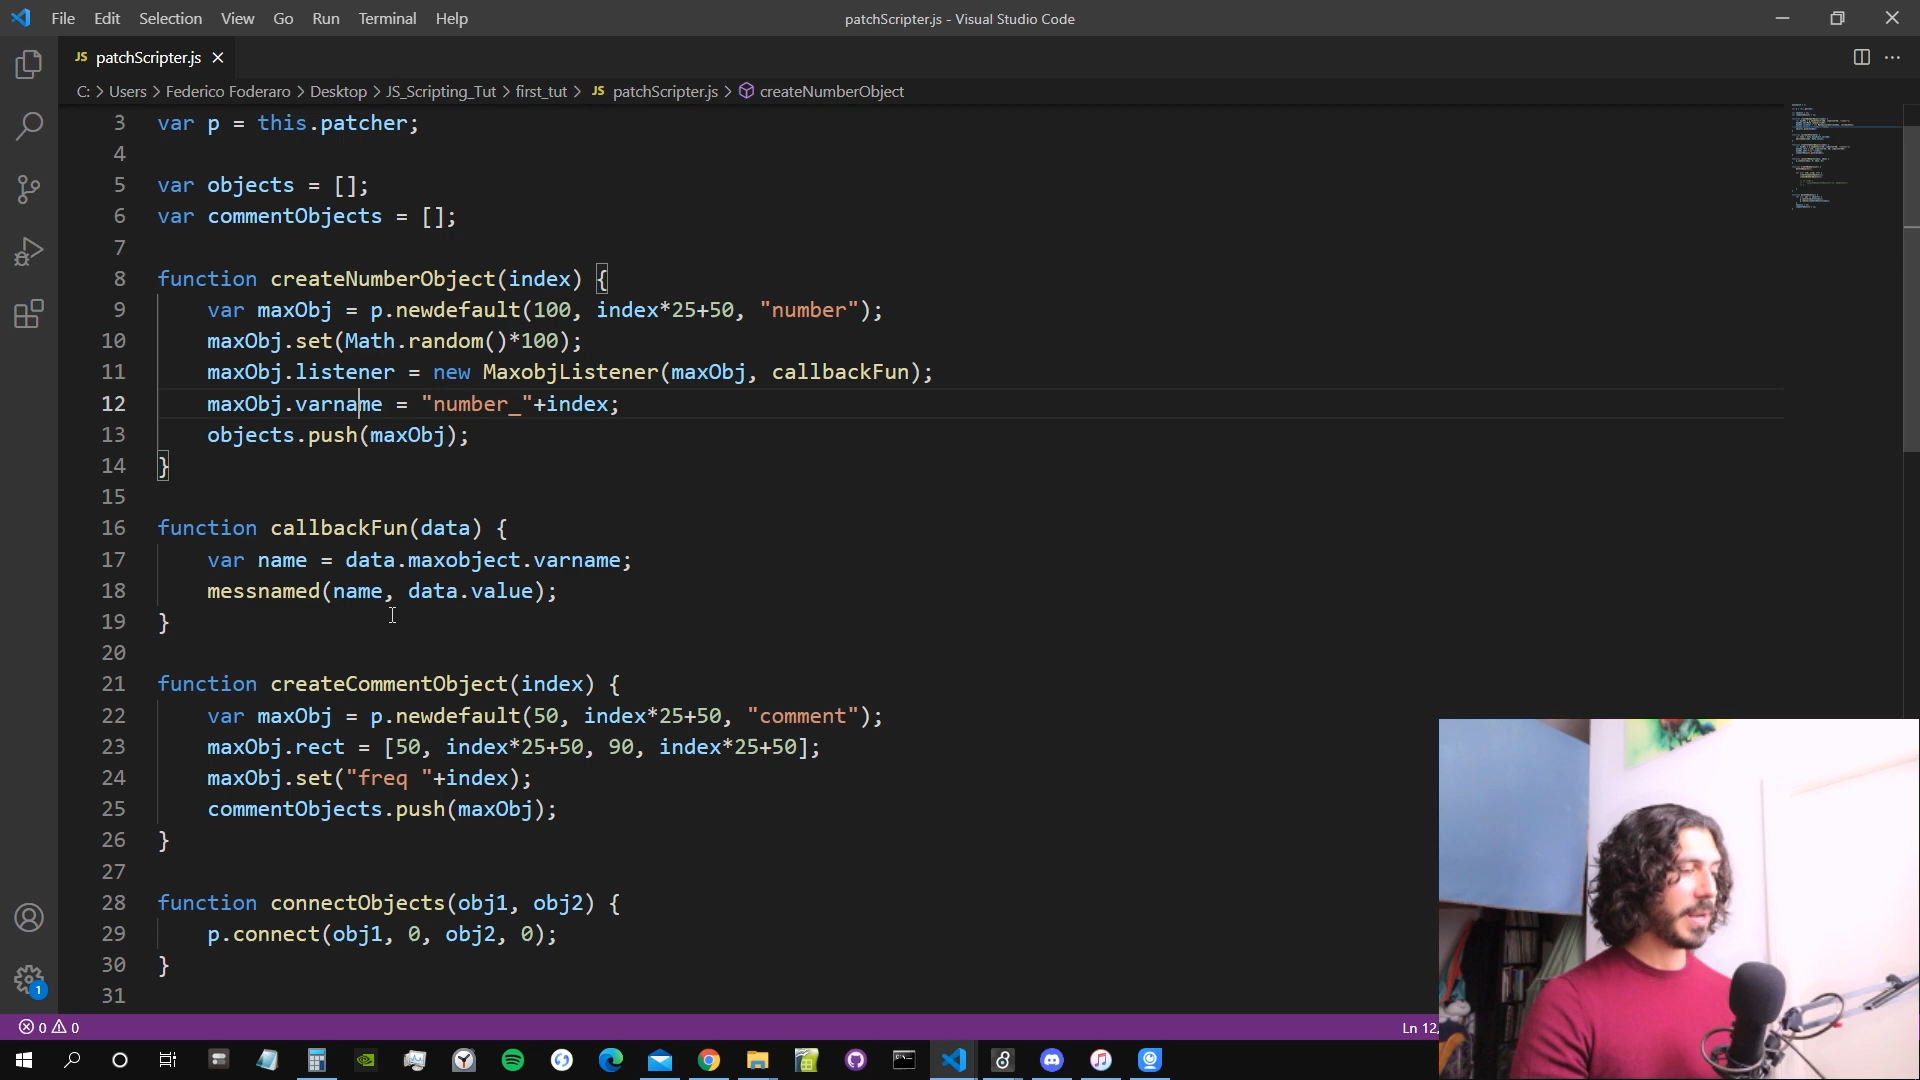 File Edit Selection View Go Run Terminal Help
patchScripter.js - Visual Studio Code
JS patchScripter.js
C: > Users > Federico Foderaro > Desktop > JS_Scripting_Tut > first_tut > JS patchScripter.js > createNumberObject
3 var p = this.patcher;
4
5 var objects = [];
6 var commentObjects = [];
7
8 function createNumberObject(index) {
9 var maxObj = p.newdefault(100, index*25+50, "number");
10 maxObj.set(Math.random()*100);
11 maxObj.listener = new MaxobjListener(maxObj, callbackFun);
12 maxObj.varname = "number_"+index;
13 objects.push(maxObj);
14 }
15
16 function callbackFun(data) {
17 var name = data.maxobject.varname;
18 messnamed(name, data.value);
19 }
20
21 function createCommentObject(index) {
22 var maxObj = p.newdefault(50, index*25+50, "comment");
23 maxObj.rect = [50, index*25+50, 90, index*25+50];
24 maxObj.set("freq "+index);
25 commentObjects.push(maxObj);
26 }
27
28 function connectObjects(obj1, obj2) {
29 p.connect(obj1, 0, obj2, 0);
30 }
31
1
0 0
Ln 12,